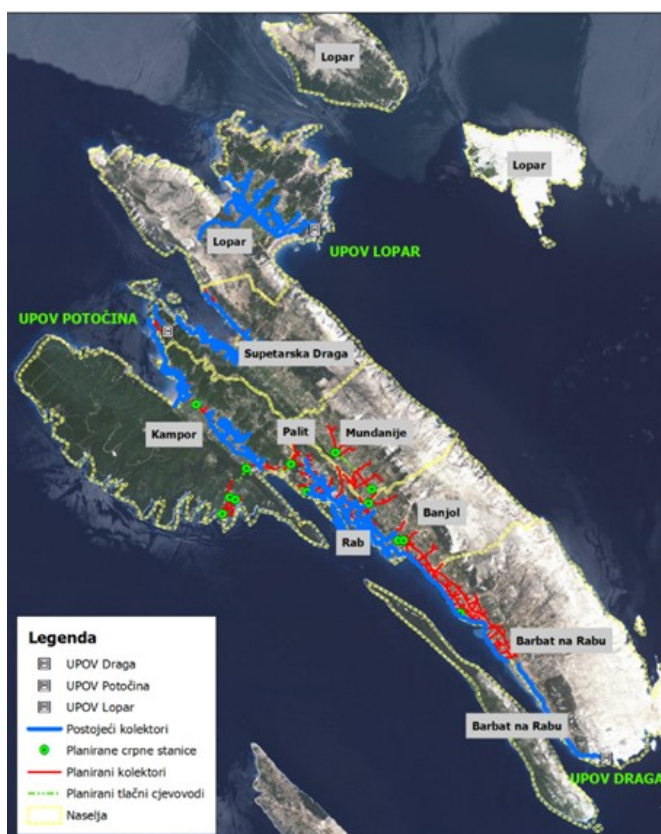 Lopar
Lopar
Lopar
UPOV LOPAR
UPOV POTOČINA
Supetarska Draga
Kampor
Palit
Mundanije
Banjol
Rab
Barbat na Rabu
Barbat na Rabu
UPOV DRAGA
Legenda
UPOV Draga
UPOV Potočina
UPOV Lopar
Postojeći kolektori
Planirane crpne stanice
Planirani kolektori
Planirani tlačni cjevovodi
Naselja